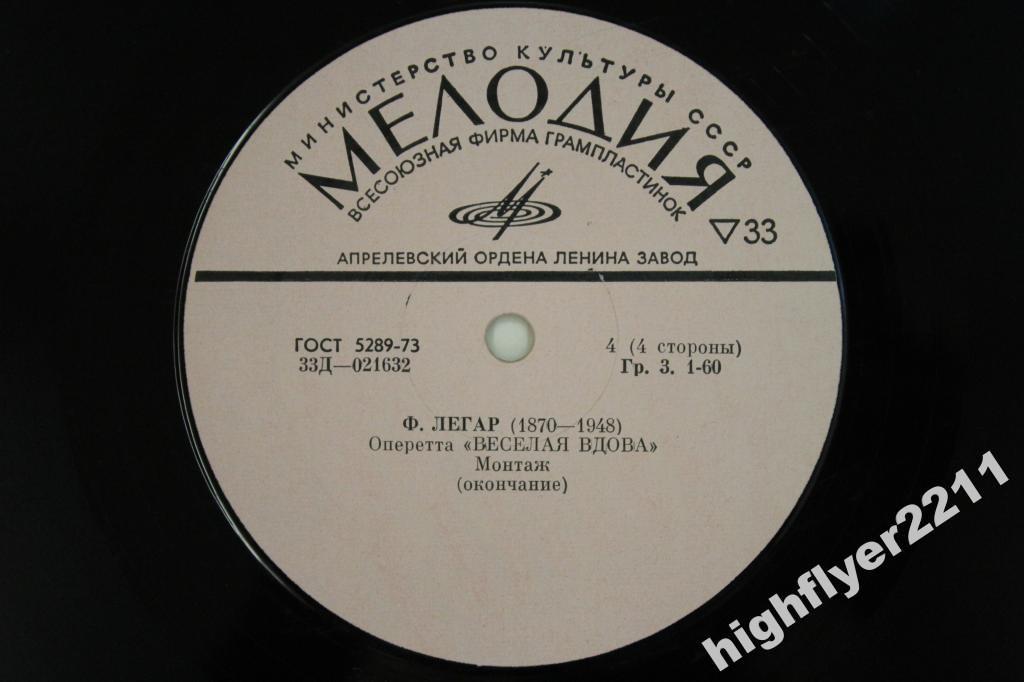 МИНИСТЕРСТВО КУЛЬТУРЫ СССР
МЕЛОДИЯ
ВСЕСОЮЗНАЯ ФИРМА ГРАМПЛАСТИНОК
▽33
АПРЕЛЕВСКИЙ ОРДЕНА ЛЕНИНА ЗАВОД
ГОСТ 5289-73
33Д—021632
4 (4 стороны)
Гр. 3. 1-60
Ф. ЛЕГАР (1870—1948)
Оперетта «ВЕСЕЛАЯ ВДОВА»
Монтаж
(окончание)
highflyer2211